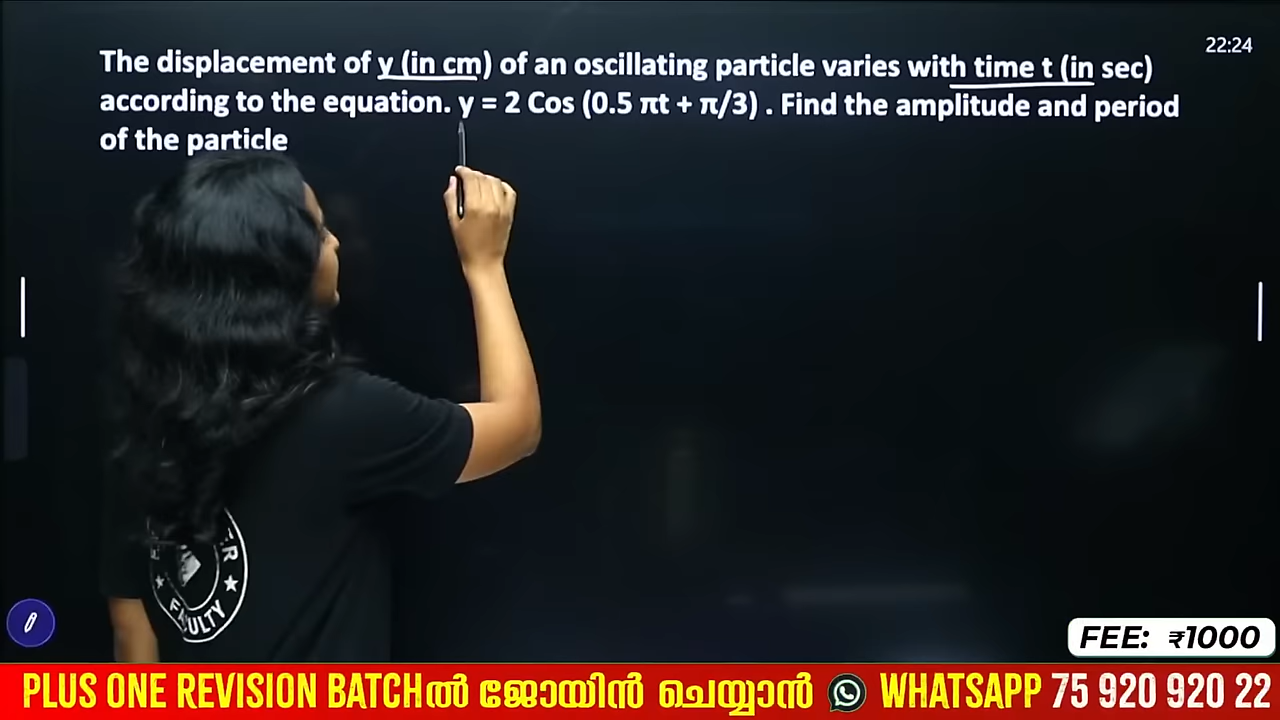 22:24
The displacement of y (in cm) of an oscillating particle varies with time t (in sec)
according to the equation. y = 2 Cos (0.5 πt + π/3) . Find the amplitude and period
of the particle
FACULTY
FEE: ₹1000
PLUS ONE REVISION BATCHൽ ജോയിൻ ചെയ്യാൻ WHATSAPP 75 920 920 22